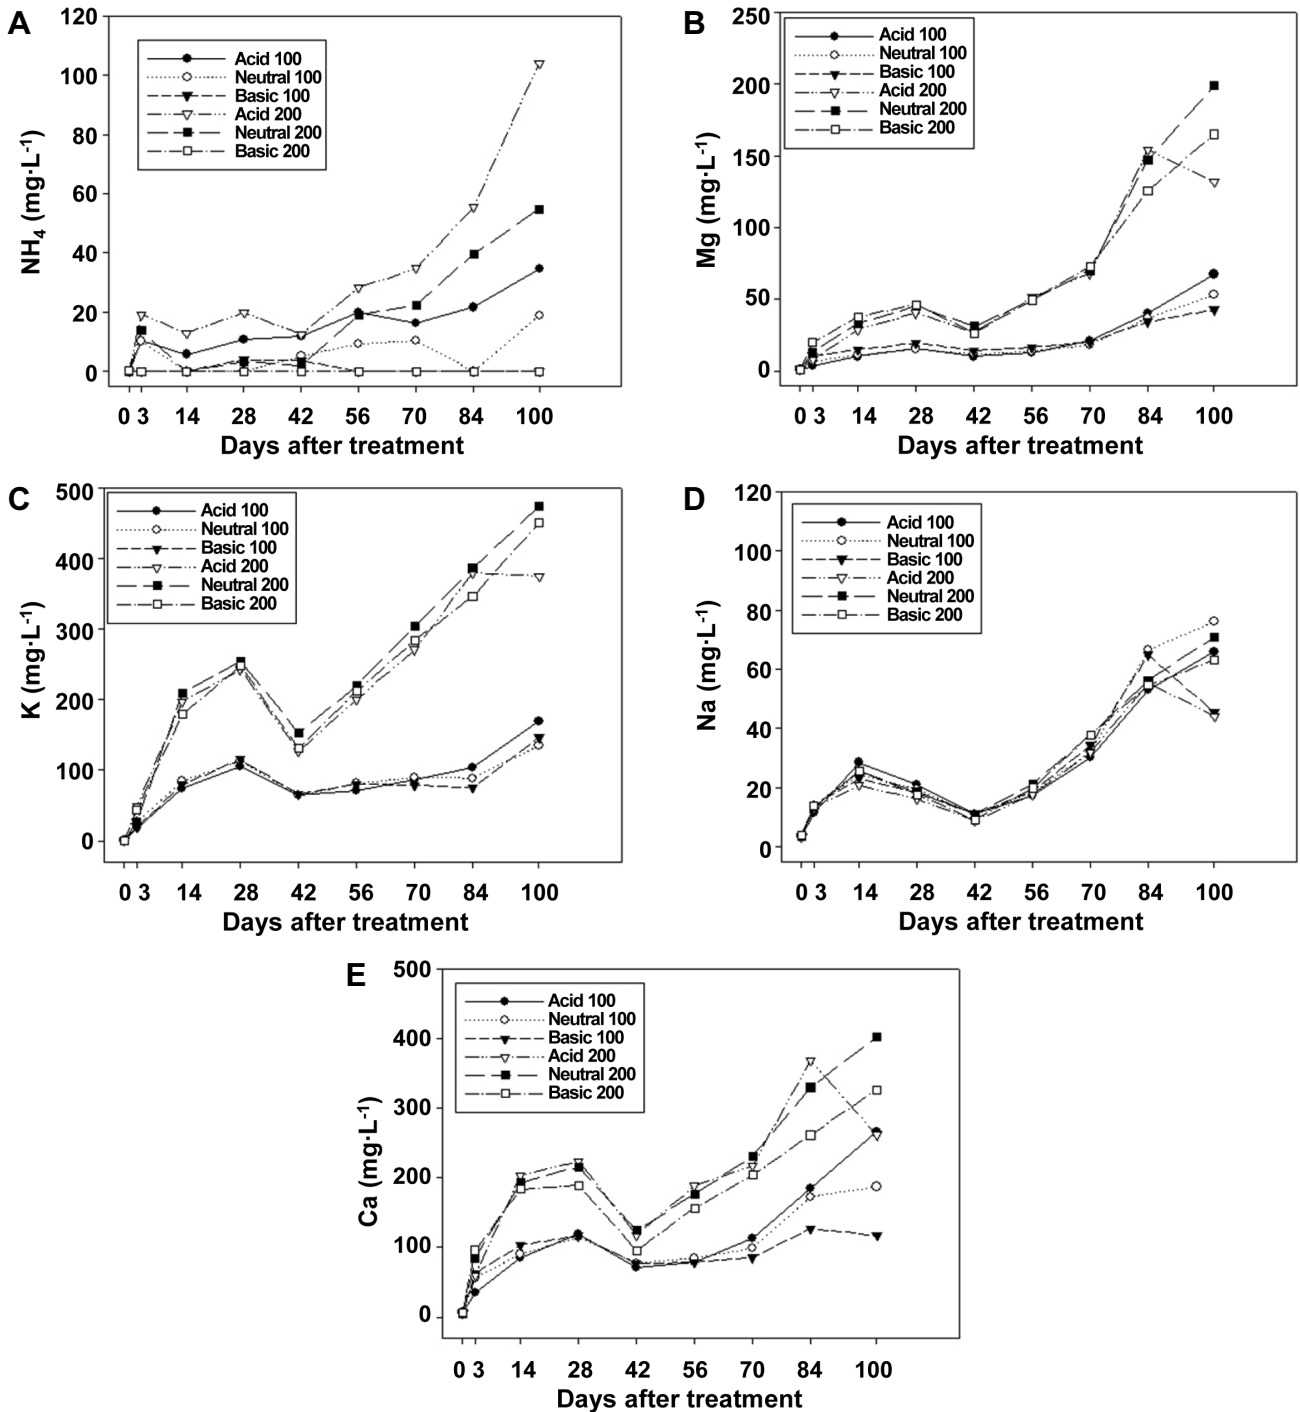 A
120
100
80
60
40
20
0
NH4 (mg·L-1)
Acid 100
Neutral 100
Basic 100
Acid 200
Neutral 200
Basic 200
0 3 14 28 42 56 70 84 100
Days after treatment
B
250
200
150
100
50
0
Mg (mg·L-1)
Acid 100
Neutral 100
Basic 100
Acid 200
Neutral 200
Basic 200
0 3 14 28 42 56 70 84 100
Days after treatment
C
500
400
300
200
100
0
K (mg·L-1)
Acid 100
Neutral 100
Basic 100
Acid 200
Neutral 200
Basic 200
0 3 14 28 42 56 70 84 100
Days after treatment
D
120
100
80
60
40
20
0
Na (mg·L-1)
Acid 100
Neutral 100
Basic 100
Acid 200
Neutral 200
Basic 200
0 3 14 28 42 56 70 84 100
Days after treatment
E
500
400
300
200
100
0
Ca (mg·L-1)
Acid 100
Neutral 100
Basic 100
Acid 200
Neutral 200
Basic 200
0 3 14 28 42 56 70 84 100
Days after treatment